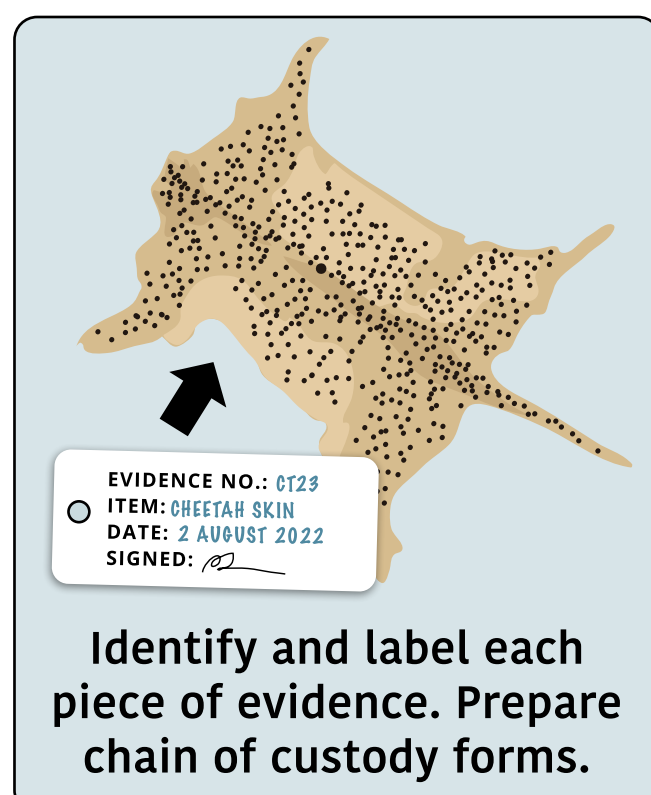 EVIDENCE NO.: CT23
ITEM: CHEETAH SKIN
DATE: 2 AUGUST 2022
SIGNED:
Identify and label each
piece of evidence. Prepare
chain of custody forms.